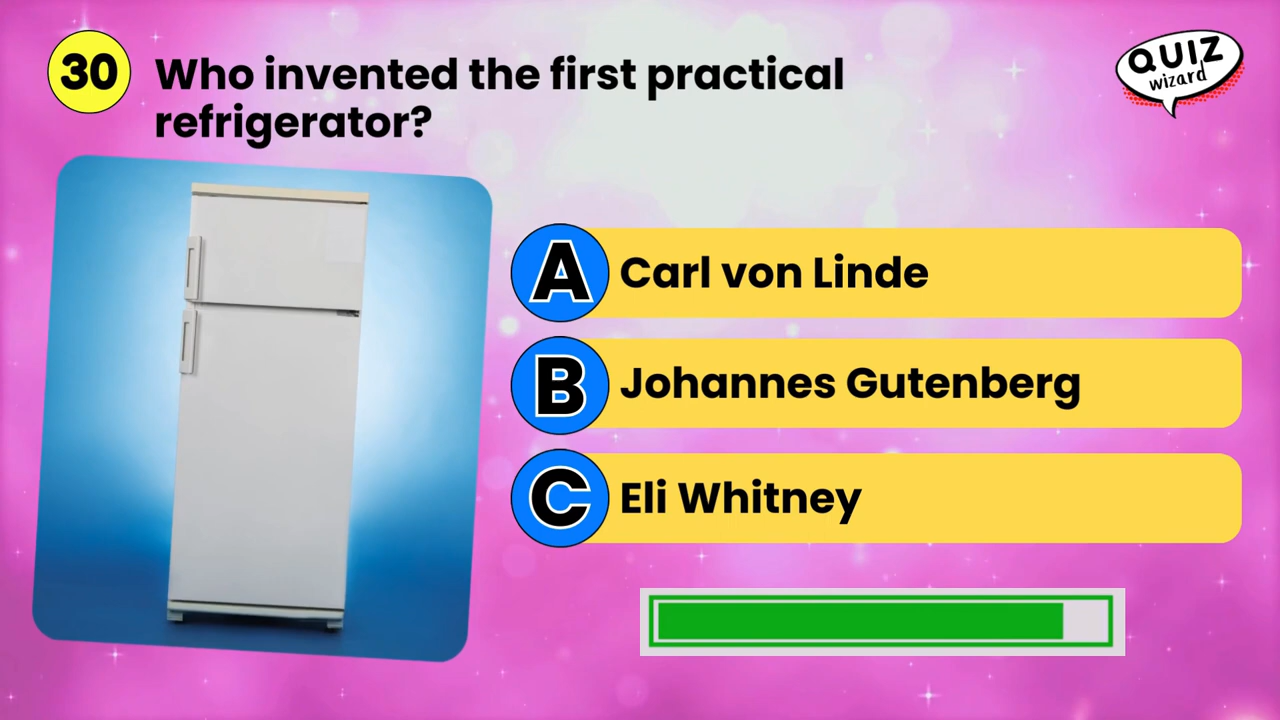 30
Who invented the first practical
refrigerator?
QUIZ
wizard
A Carl von Linde
B Johannes Gutenberg
C Eli Whitney